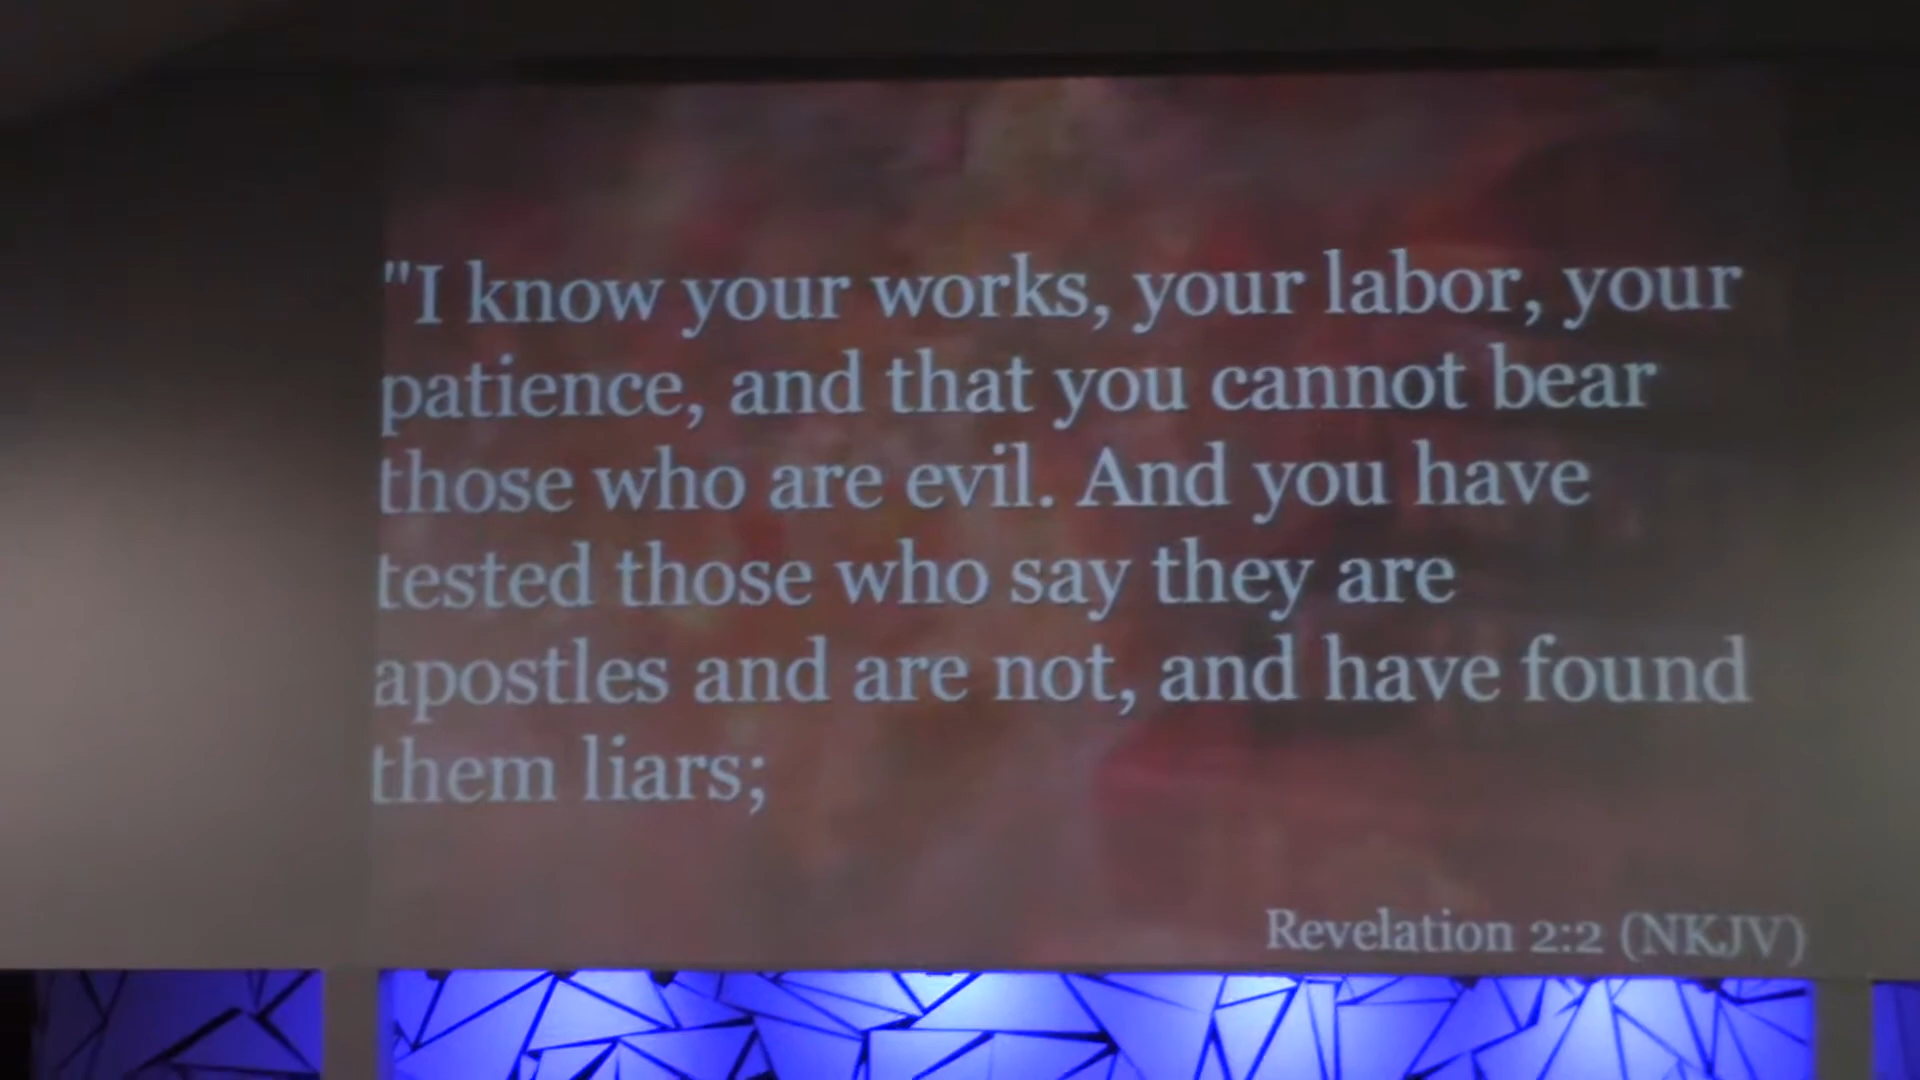 "I know your works, your labor, your
patience, and that you cannot bear
those who are evil. And you have
tested those who say they are
apostles and are not, and have found
them liars;
Revelation 2:2 (NKJV)